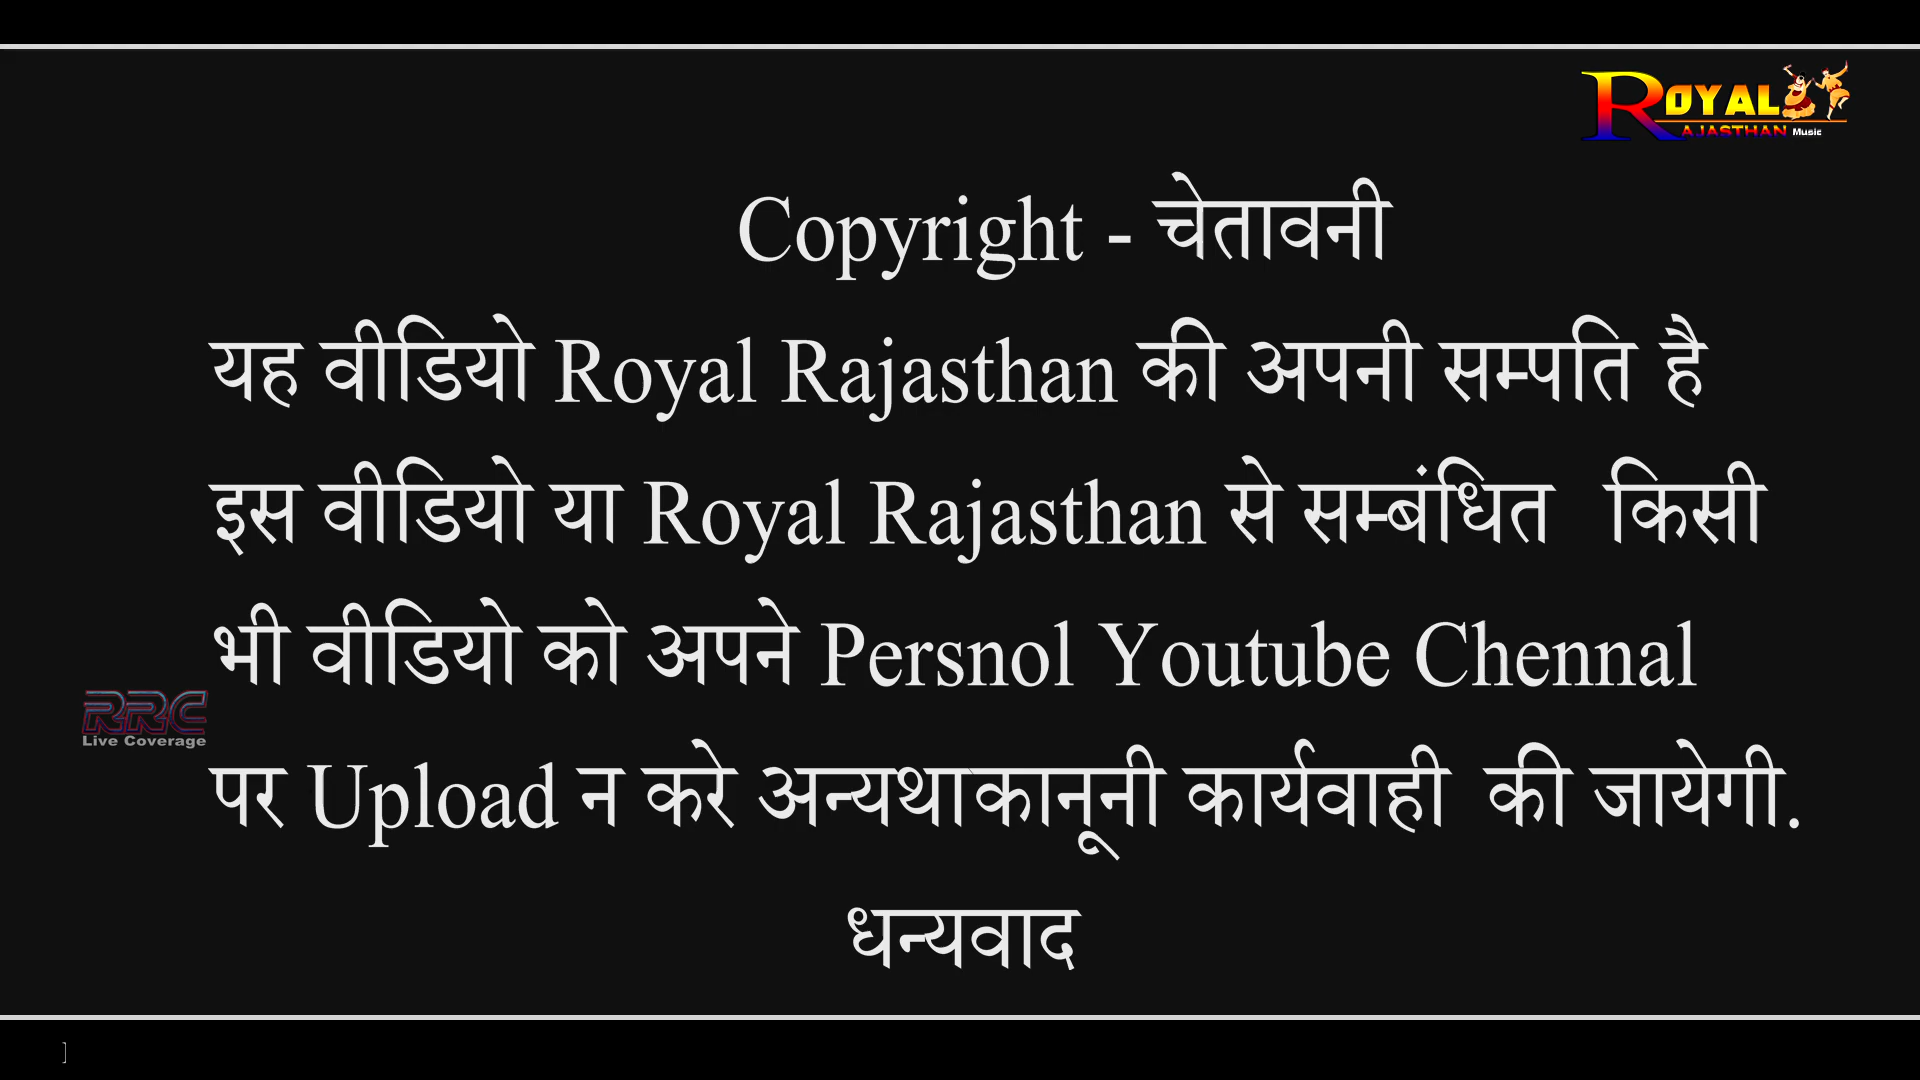 ROYAL
RAJASTHAN Music
Copyright - चेतावनी
यह वीडियो Royal Rajasthan की अपनी सम्पति है
इस वीडियो या Royal Rajasthan से सम्बंधित किसी
भी वीडियो को अपने Persnol Youtube Chennal
RRC
Live Coverage
पर Upload न करे अन्यथाकानूनी कार्यवाही की जायेगी.
धन्यवाद